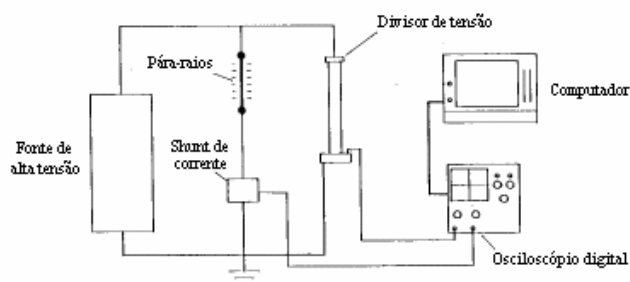 Divisor de tensão
Pára-raios
Computador
Fonte de
alta tensão
Shunt de
corrente
Osciloscópio digital